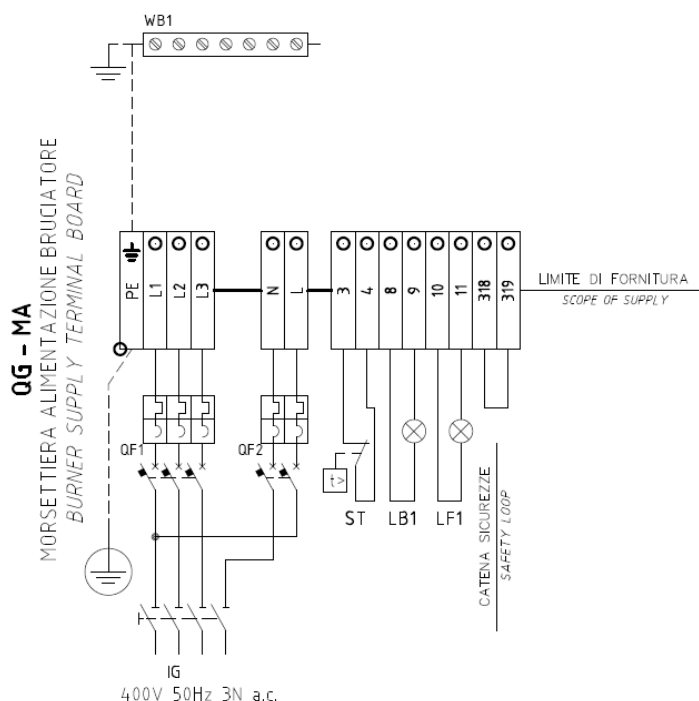 WB1
QG - MA
MORSETTIERA ALIMENTAZIONE BRUCIATORE
BURNER SUPPLY TERMINAL BOARD
PE
L1
L2
L3
N
L
3
4
8
9
10
11
318
319
LIMITE DI FORNITURA
SCOPE OF SUPPLY
QF1
QF2
t>
ST
LB1
LF1
CATENA SICUREZZE
SAFETY LOOP
IG
400V 50Hz 3N a.c.